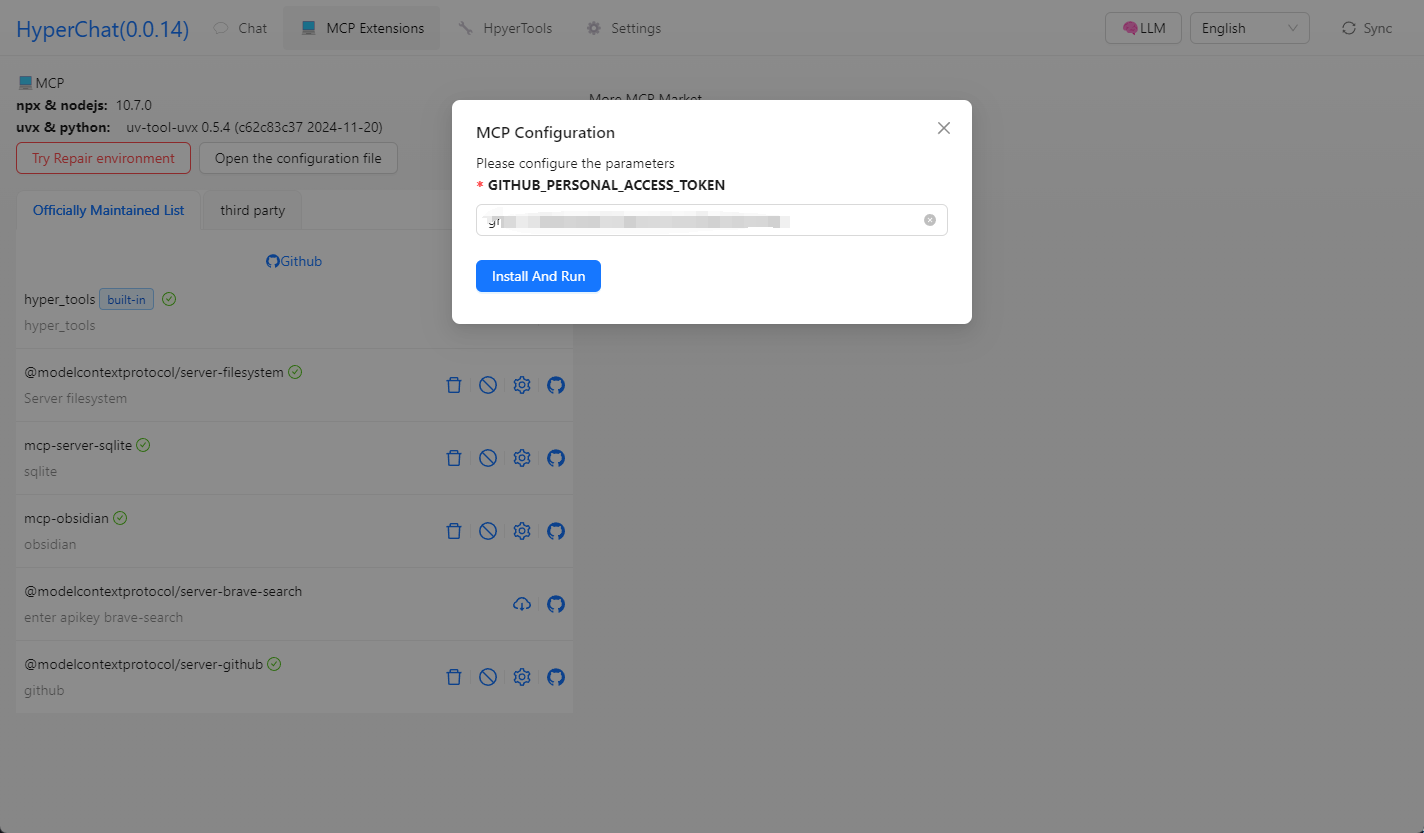 HyperChat(0.0.14)
Chat
MCP Extensions
HpyerTools
Settings
LLM
English
Sync
MCP
npx & nodejs: 10.7.0
uvx & python: uv-tool-uvx 0.5.4 (c62c83c37 2024-11-20)
Try Repair environment
Open the configuration file
More MCP Market
Officially Maintained List
third party
Github
hyper_tools built-in
hyper_tools
@modelcontextprotocol/server-filesystem
Server filesystem
mcp-server-sqlite
sqlite
mcp-obsidian
obsidian
@modelcontextprotocol/server-brave-search
enter apikey brave-search
@modelcontextprotocol/server-github
github
MCP Configuration
Please configure the parameters
* GITHUB_PERSONAL_ACCESS_TOKEN
Install And Run